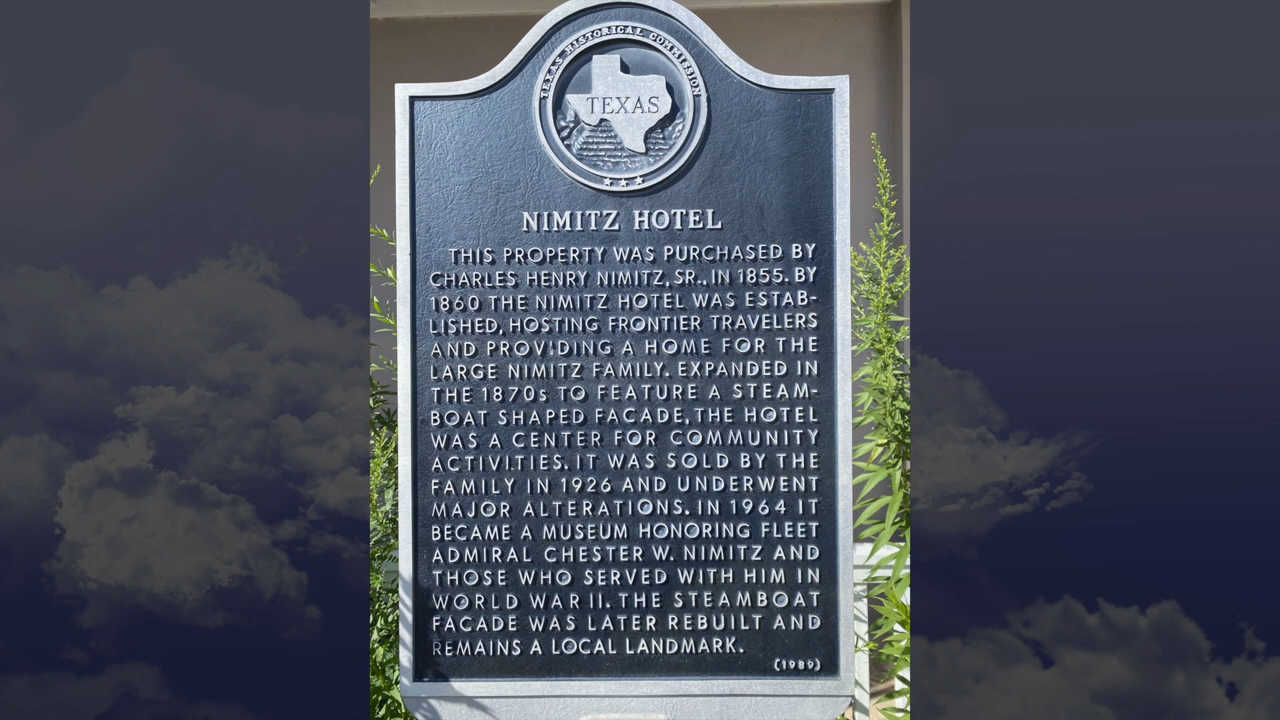 TEXAS HISTORICAL COMMISSION
TEXAS
NIMITZ HOTEL
THIS PROPERTY WAS PURCHASED BY
CHARLES HENRY NIMITZ, SR., IN 1855. BY
1860 THE NIMITZ HOTEL WAS ESTAB-
LISHED, HOSTING FRONTIER TRAVELERS
AND PROVIDING A HOME FOR THE
LARGE NIMITZ FAMILY. EXPANDED IN
THE 1870s TO FEATURE A STEAM-
BOAT SHAPED FACADE, THE HOTEL
WAS A CENTER FOR COMMUNITY
ACTIVITIES. IT WAS SOLD BY THE
FAMILY IN 1926 AND UNDERWENT
MAJOR ALTERATIONS. IN 1964 IT
BECAME A MUSEUM HONORING FLEET
ADMIRAL CHESTER W. NIMITZ AND
THOSE WHO SERVED WITH HIM IN
WORLD WAR II. THE STEAMBOAT
FACADE WAS LATER REBUILT AND
REMAINS A LOCAL LANDMARK.
(1989)